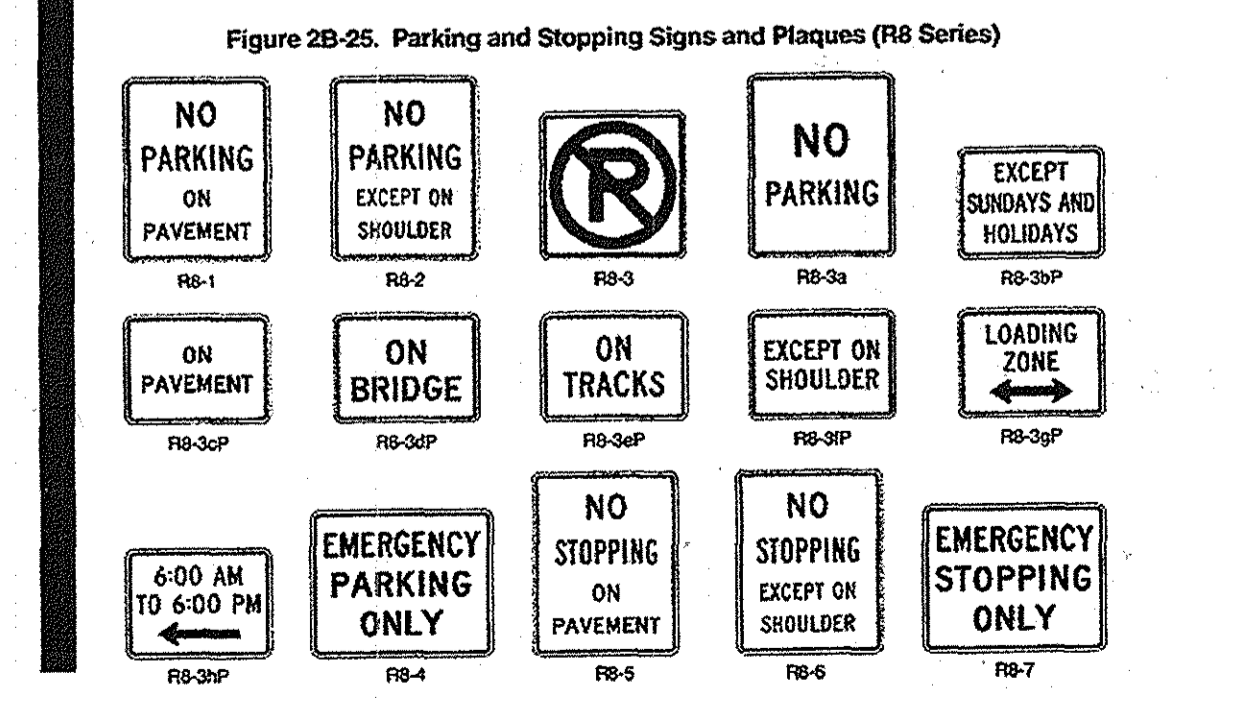 Figure 2B-25. Parking and Stopping Signs and Plaques (R8 Series)
NO
PARKING
ON
PAVEMENT
R8-1
NO
PARKING
EXCEPT ON
SHOULDER
R8-2
P
R8-3
NO
PARKING
R8-3a
EXCEPT
SUNDAYS AND
HOLIDAYS
R8-3bP
ON
PAVEMENT
R8-3cP
ON
BRIDGE
R8-3dP
ON
TRACKS
R8-3eP
EXCEPT ON
SHOULDER
R8-3fP
LOADING
ZONE
R8-3gP
6:00 AM
TO 6:00 PM
R8-3hP
EMERGENCY
PARKING
ONLY
R8-4
NO
STOPPING
ON
PAVEMENT
R8-5
NO
STOPPING
EXCEPT ON
SHOULDER
R8-6
EMERGENCY
STOPPING
ONLY
R8-7